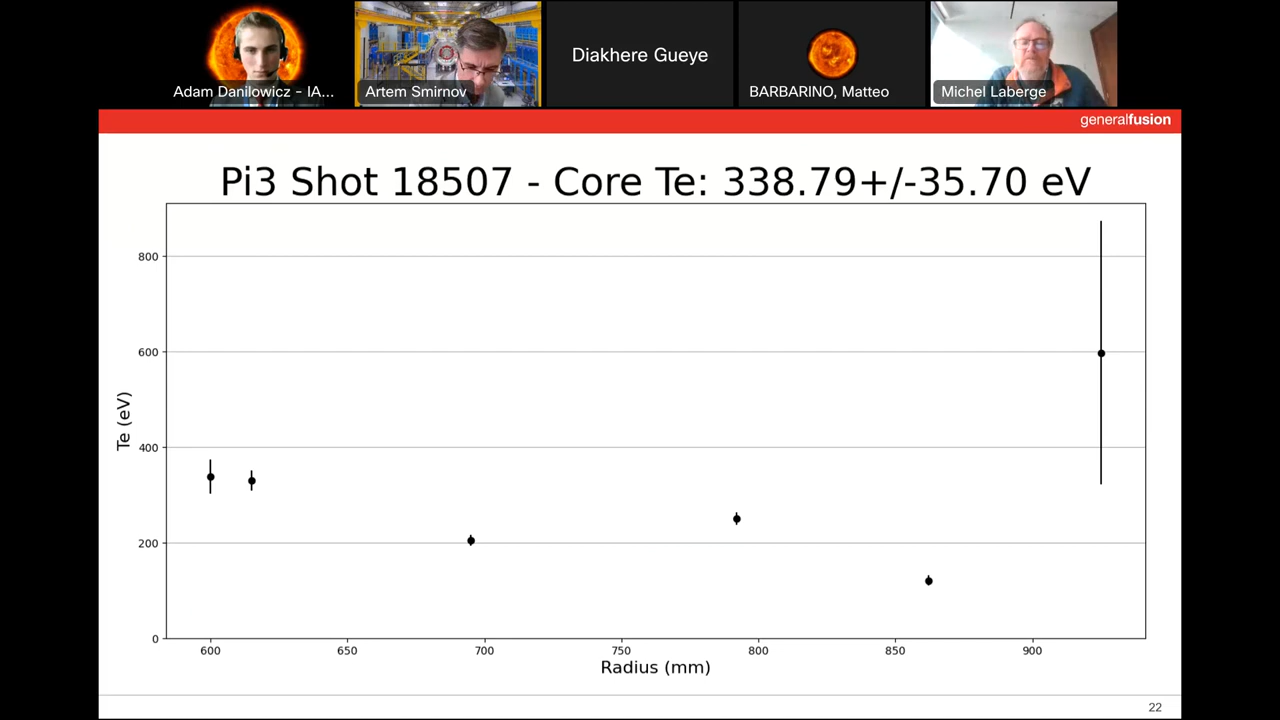 Adam Danilowicz - IA...
Artem Smirnov
Diakhere Gueye
BARBARINO, Matteo
Michel Laberge
generalfusion
Pi3 Shot 18507 - Core Te: 338.79+/-35.70 eV
800
600
400
200
0
Te (eV)
600
650
700
750
800
850
900
Radius (mm)
22